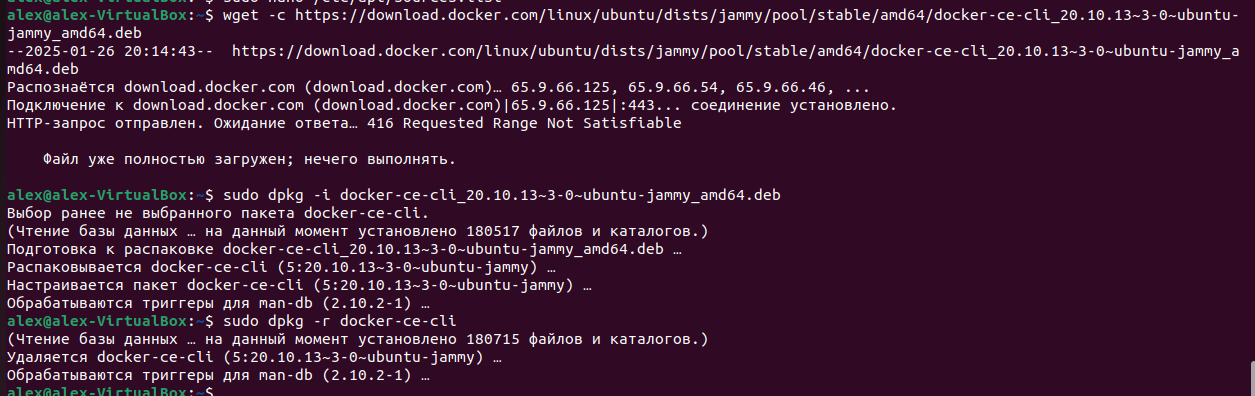 alex@alex-VirtualBox:~$ sudo nano /etc/apt/sources.list
alex@alex-VirtualBox:~$ wget -c https://download.docker.com/linux/ubuntu/dists/jammy/pool/stable/amd64/docker-ce-cli_20.10.13~3-0~ubuntu-
jammy_amd64.deb
--2025-01-26 20:14:43--  https://download.docker.com/linux/ubuntu/dists/jammy/pool/stable/amd64/docker-ce-cli_20.10.13~3-0~ubuntu-jammy_a
md64.deb
Распознаётся download.docker.com (download.docker.com)… 65.9.66.125, 65.9.66.54, 65.9.66.46, ...
Подключение к download.docker.com (download.docker.com)|65.9.66.125|:443... соединение установлено.
HTTP-запрос отправлен. Ожидание ответа… 416 Requested Range Not Satisfiable
Файл уже полностью загружен; нечего выполнять.
alex@alex-VirtualBox:~$ sudo dpkg -i docker-ce-cli_20.10.13~3-0~ubuntu-jammy_amd64.deb
Выбор ранее не выбранного пакета docker-ce-cli.
(Чтение базы данных … на данный момент установлено 180517 файлов и каталогов.)
Подготовка к распаковке docker-ce-cli_20.10.13~3-0~ubuntu-jammy_amd64.deb …
Распаковывается docker-ce-cli (5:20.10.13~3-0~ubuntu-jammy) …
Настраивается пакет docker-ce-cli (5:20.10.13~3-0~ubuntu-jammy) …
Обрабатываются триггеры для man-db (2.10.2-1) …
alex@alex-VirtualBox:~$ sudo dpkg -r docker-ce-cli
(Чтение базы данных … на данный момент установлено 180715 файлов и каталогов.)
Удаляется docker-ce-cli (5:20.10.13~3-0~ubuntu-jammy) …
Обрабатываются триггеры для man-db (2.10.2-1) …
alex@alex-VirtualBox:~$